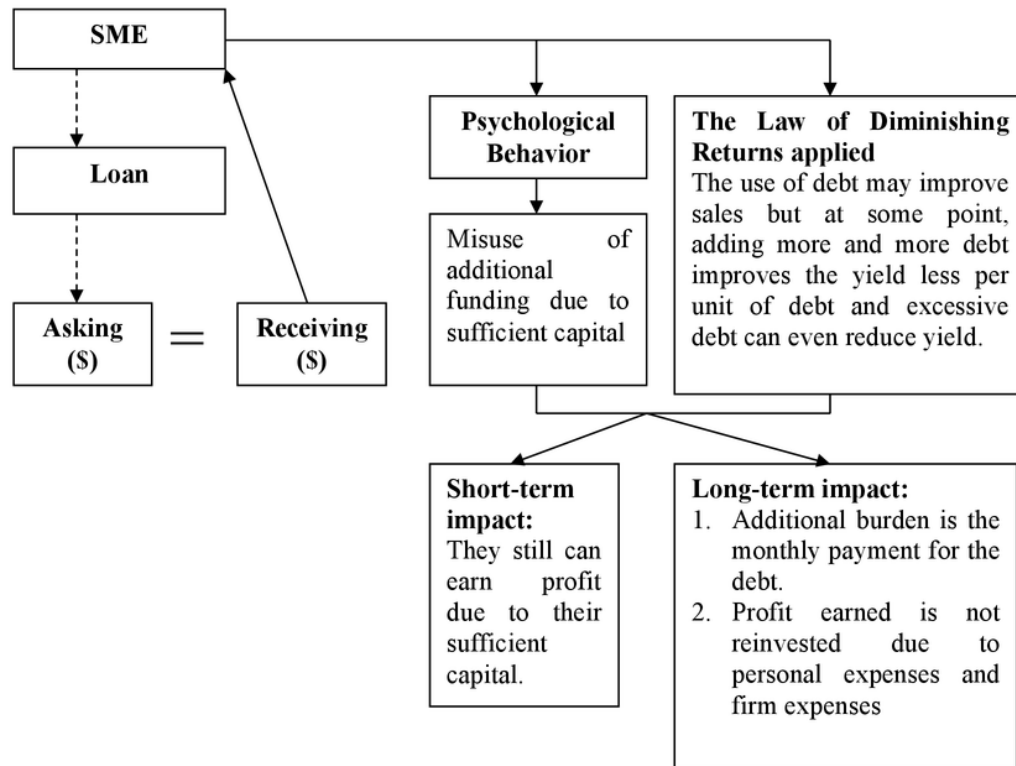 SME
Loan
Asking
($)
=
Receiving
($)
Psychological
Behavior
Misuse of
additional
funding due to
sufficient capital
The Law of Diminishing
Returns applied
The use of debt may improve
sales but at some point,
adding more and more debt
improves the yield less per
unit of debt and excessive
debt can even reduce yield.
Short-term
impact:
They still can
earn profit
due to their
sufficient
capital.
Long-term impact:
1. Additional burden is the
monthly payment for the
debt.
2. Profit earned is not
reinvested due to
personal expenses and
firm expenses